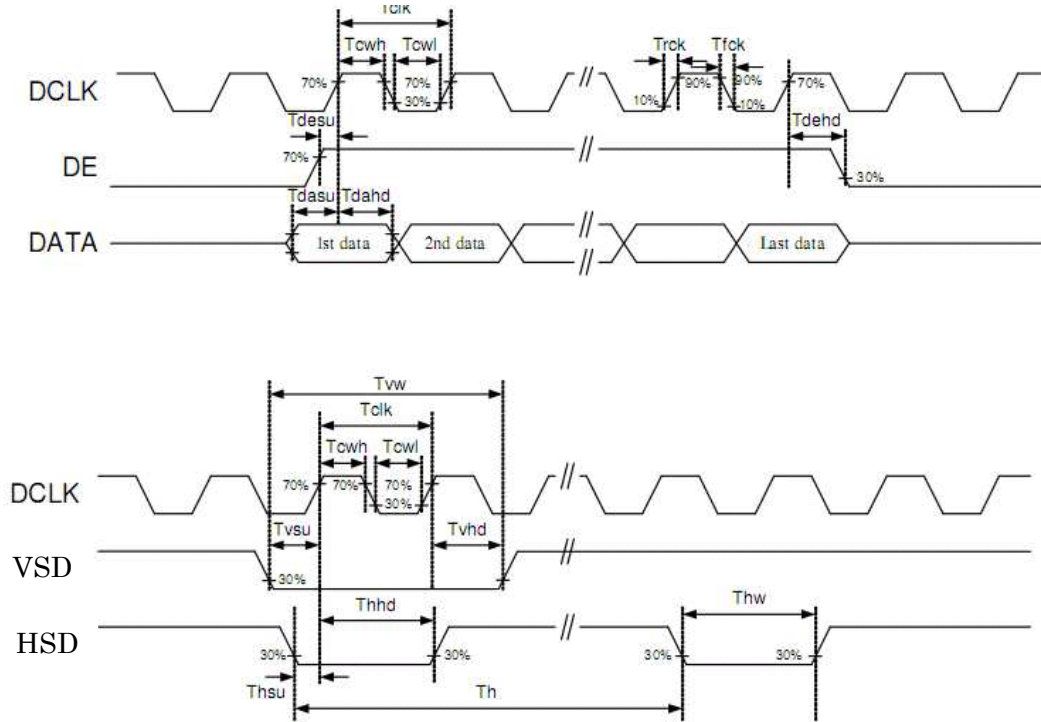 Tclk
Tcwh Tcwl Trck Tfck
DCLK 70% 70% 30% 10% 90% 90% 10% 70%
Tdesu Tdehd
DE 70% 30%
Tdasu Tdahd
DATA 1st data 2nd data Last data
Tvw
Tclk
Tcwh Tcwl
DCLK 70% 70% 70% 30%
Tvsu Tvhd
VSD 30%
Thhd Thw
HSD 30% 30% 30% 30%
Thsu Th